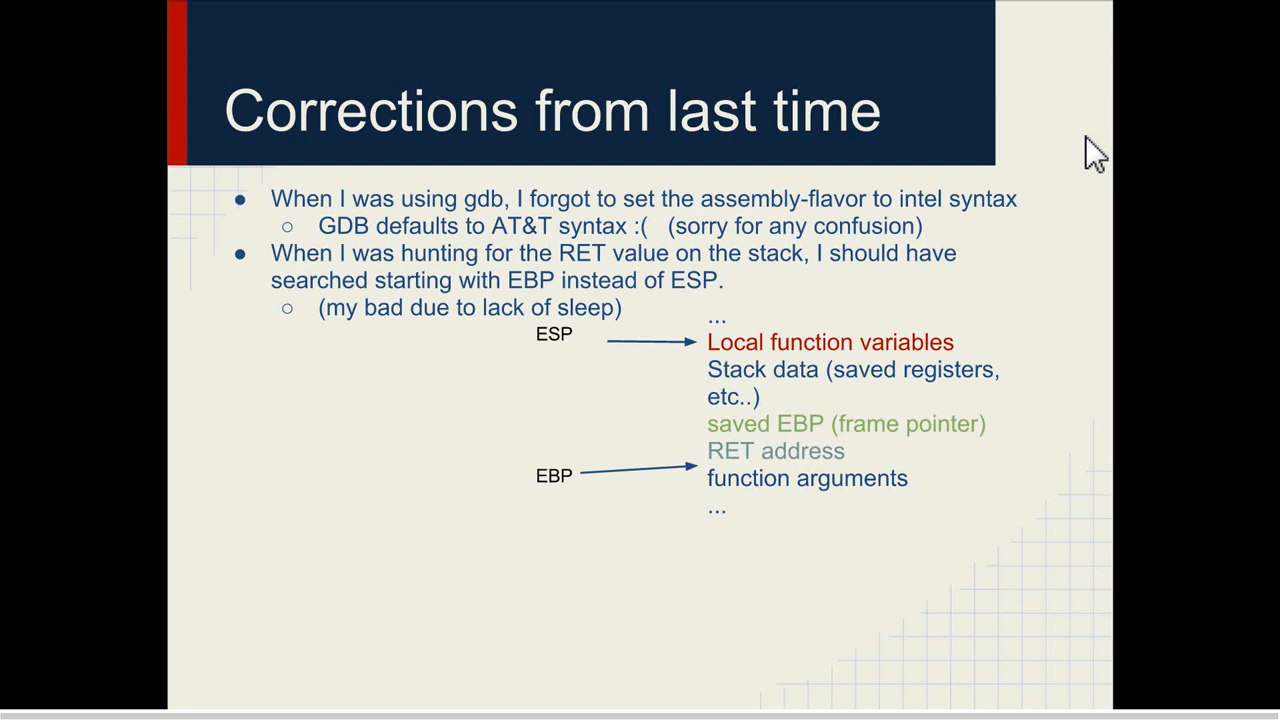 Corrections from last time
● When I was using gdb, I forgot to set the assembly-flavor to intel syntax
○ GDB defaults to AT&T syntax :( (sorry for any confusion)
● When I was hunting for the RET value on the stack, I should have
searched starting with EBP instead of ESP.
○ (my bad due to lack of sleep)
...
ESP
Local function variables
Stack data (saved registers,
etc..)
saved EBP (frame pointer)
RET address
EBP
function arguments
...